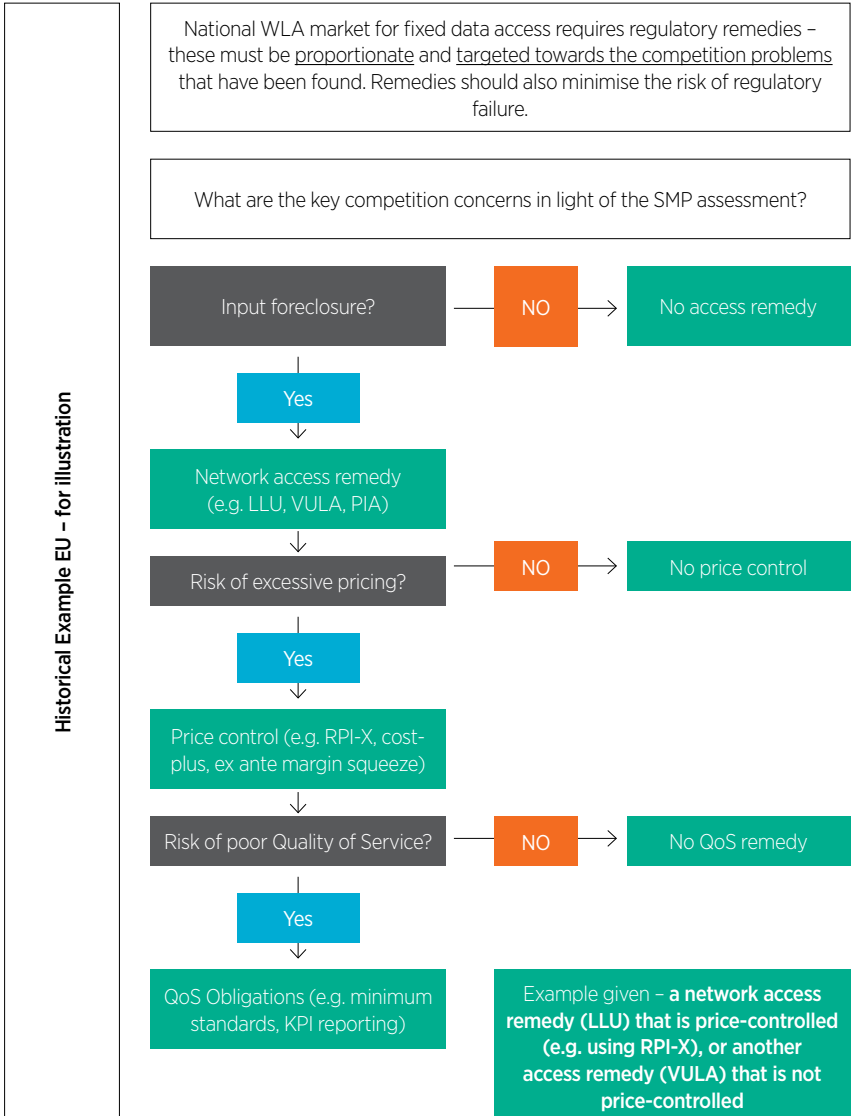 National WLA market for fixed data access requires regulatory remedies –
these must be proportionate and targeted towards the competition problems
that have been found. Remedies should also minimise the risk of regulatory
failure.
What are the key competition concerns in light of the SMP assessment?
Historical Example EU – for illustration
Input foreclosure?
NO
No access remedy
Yes
Network access remedy
(e.g. LLU, VULA, PIA)
Risk of excessive pricing?
NO
No price control
Yes
Price control (e.g. RPI-X, cost-
plus, ex ante margin squeeze)
Risk of poor Quality of Service?
NO
No QoS remedy
Yes
QoS Obligations (e.g. minimum
standards, KPI reporting)
Example given – a network access
remedy (LLU) that is price-controlled
(e.g. using RPI-X), or another
access remedy (VULA) that is not
price-controlled